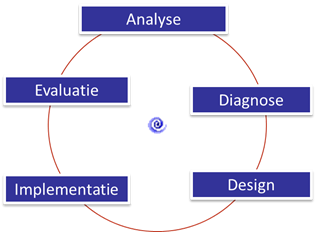 Analyse
Diagnose
Design
Implementatie
Evaluatie